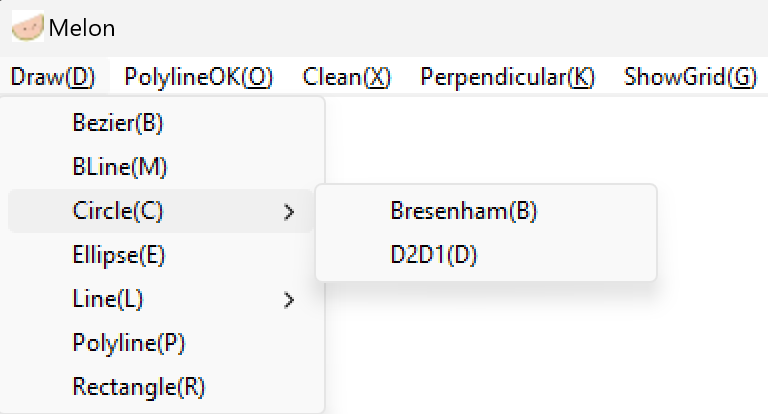 Melon
Draw(D) PolylineOK(O) Clean(X) Perpendicular(K) ShowGrid(G)
Bezier(B)
BLine(M)
Circle(C)
Bresenham(B)
Ellipse(E)
D2D1(D)
Line(L)
Polyline(P)
Rectangle(R)